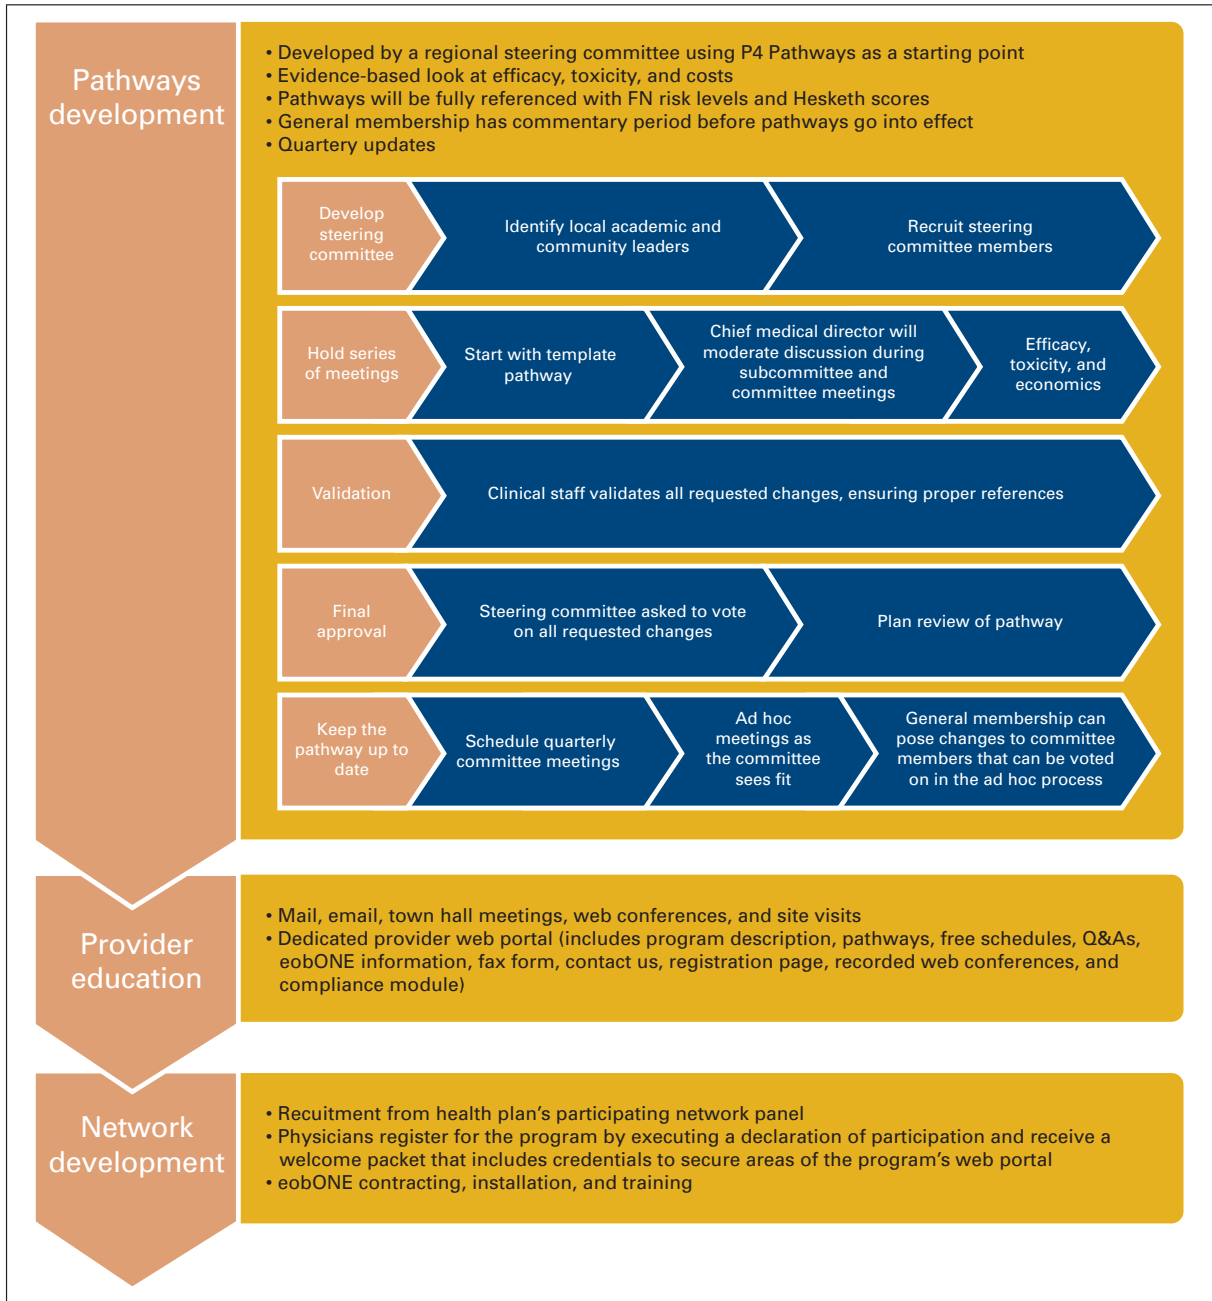 Pathways
development
• Developed by a regional steering committee using P4 Pathways as a starting point
• Evidence-based look at efficacy, toxicity, and costs
• Pathways will be fully referenced with FN risk levels and Hesketh scores
• General membership has commentary period before pathways go into effect
• Quartery updates
Develop
steering
committee
Identify local academic and
community leaders
Recruit steering
committee members
Hold series
of meetings
Start with template
pathway
Chief medical director will
moderate discussion during
subcommittee and
committee meetings
Efficacy,
toxicity, and
economics
Validation
Clinical staff validates all requested changes, ensuring proper references
Final
approval
Steering committee asked to vote
on all requested changes
Plan review of pathway
Keep the
pathway up to
date
Schedule quarterly
committee meetings
Ad hoc
meetings as
the committee
sees fit
General membership can
pose changes to committee
members that can be voted
on in the ad hoc process
Provider
education
• Mail, email, town hall meetings, web conferences, and site visits
• Dedicated provider web portal (includes program description, pathways, free schedules, Q&As,
eobONE information, fax form, contact us, registration page, recorded web conferences, and
compliance module)
Network
development
• Recuitment from health plan's participating network panel
• Physicians register for the program by executing a declaration of participation and receive a
welcome packet that includes credentials to secure areas of the program's web portal
• eobONE contracting, installation, and training